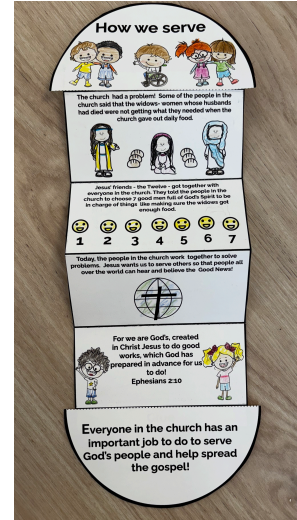 How we serve
The church had a problem! Some of the people in the
church said that the widows- women whose husbands
had died were not getting what they needed when the
church gave out daily food.
Jesus' friends - the Twelve - got together with
everyone in the church. They told the people in the
church to choose 7 good men full of God's Spirit to be
in charge of things like making sure the widows got
enough food.
1 2 3 4 5 6 7
Today, the people in the church work together to solve
problems. Jesus wants us to serve others so that people all
over the world can hear and believe the Good News!
For we are God's, created
in Christ Jesus to do good
works, which God has
prepared in advance for us
to do!
Ephesians 2:10
Everyone in the church has an
important job to do to serve
God's people and help spread
the gospel!